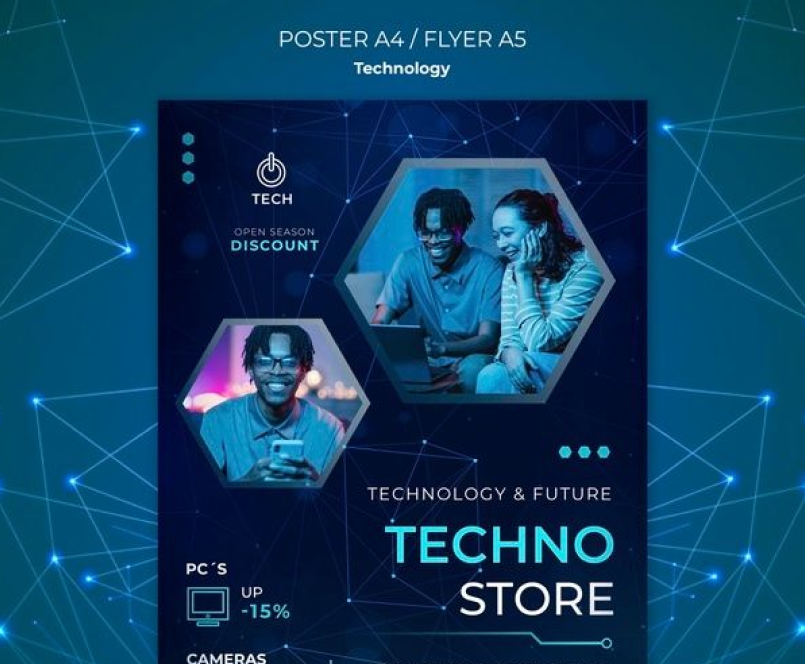 POSTER A4 / FLYER A5
Technology
TECH
OPEN SEASON
DISCOUNT
TECHNOLOGY & FUTURE
TECHNO
STORE
PC´S
UP
-15%
CAMERAS